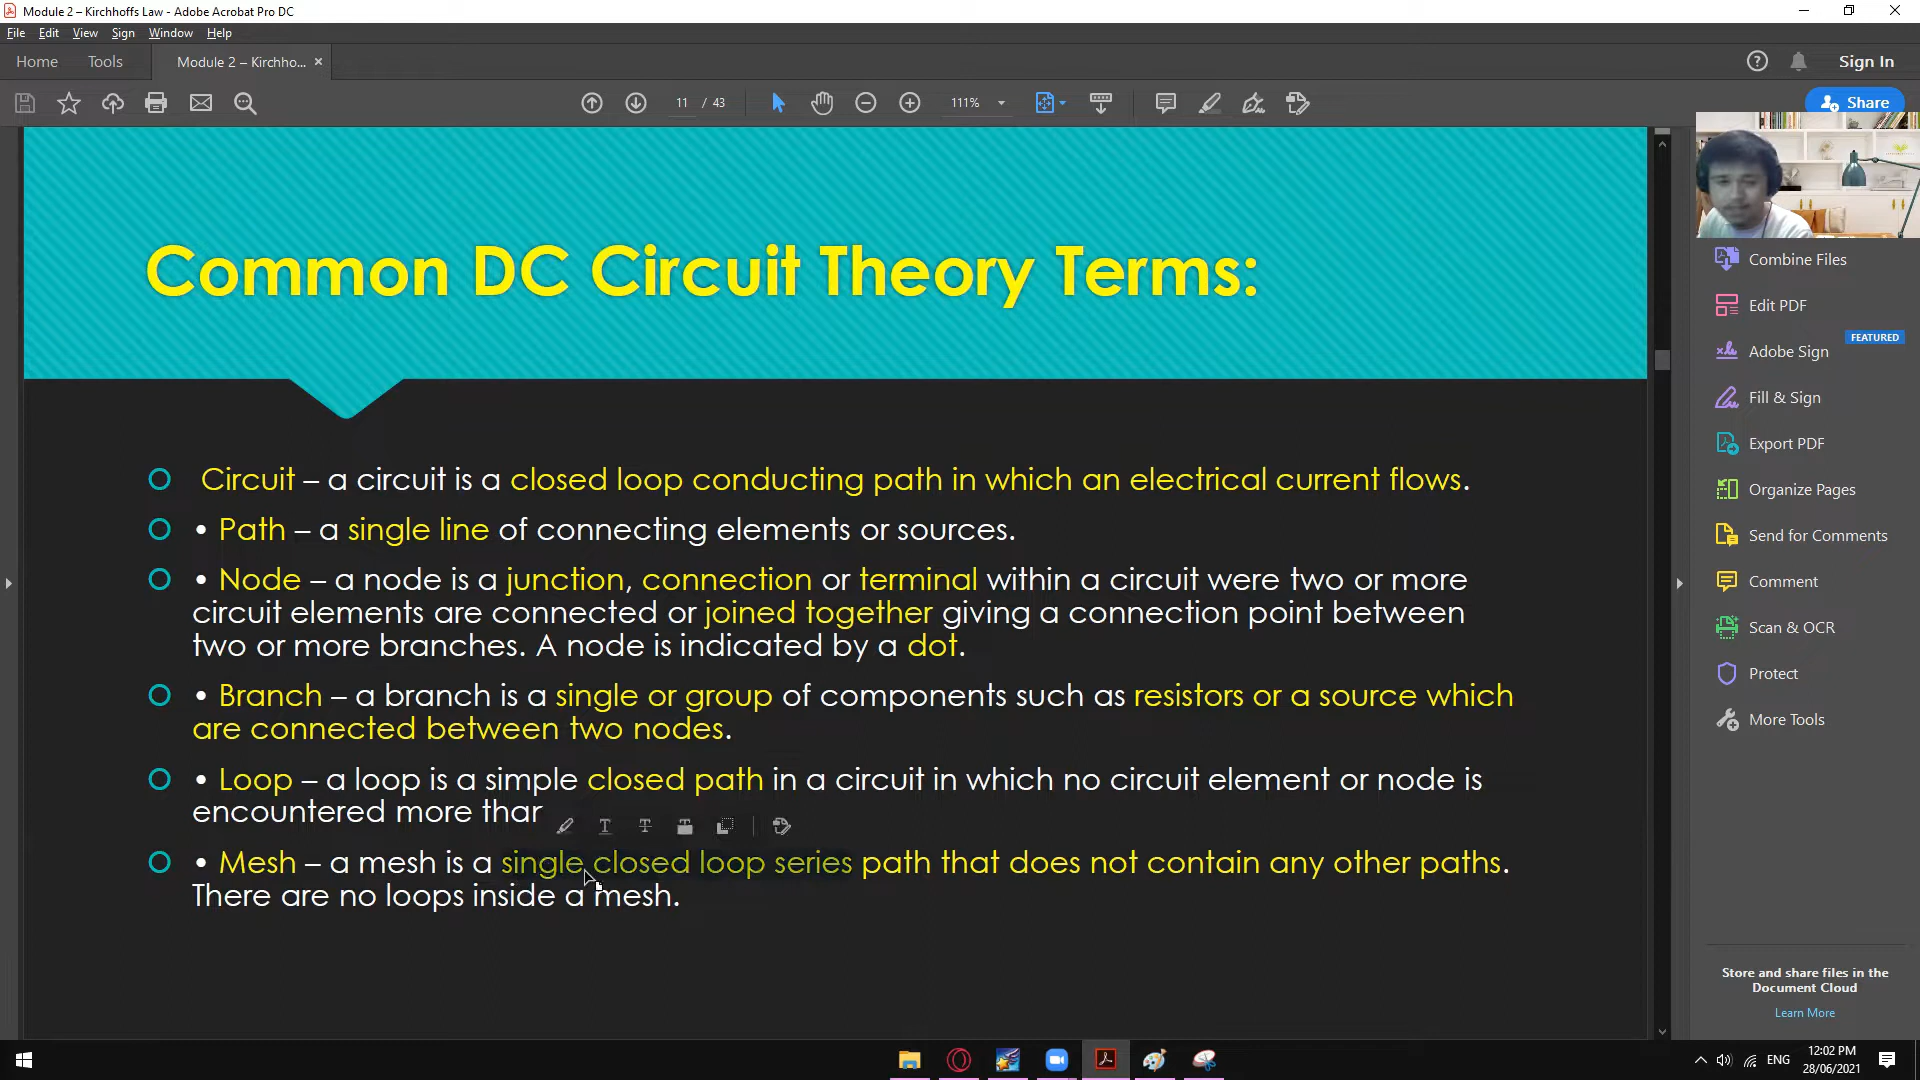 Module 2 – Kirchhoffs Law - Adobe Acrobat Pro DC
File Edit View Sign Window Help
Home Tools Module 2 – Kirchho... × Sign In
11 / 43 111% Share
Common DC Circuit Theory Terms:
Circuit – a circuit is a closed loop conducting path in which an electrical current flows.
• Path – a single line of connecting elements or sources.
• Node – a node is a junction, connection or terminal within a circuit were two or more
circuit elements are connected or joined together giving a connection point between
two or more branches. A node is indicated by a dot.
• Branch – a branch is a single or group of components such as resistors or a source which
are connected between two nodes.
• Loop – a loop is a simple closed path in a circuit in which no circuit element or node is
encountered more thar
• Mesh – a mesh is a single closed loop series path that does not contain any other paths.
There are no loops inside a mesh.
Combine Files
Edit PDF
FEATURED
Adobe Sign
Fill & Sign
Export PDF
Organize Pages
Send for Comments
Comment
Scan & OCR
Protect
More Tools
Store and share files in the
Document Cloud
Learn More
ENG
12:02 PM
28/06/2021